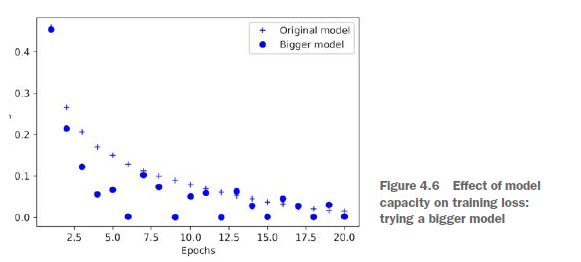 Original model
Bigger model
0.4
0.3
0.2
0.1
0.0
2.5 5.0 7.5 10.0 12.5 15.0 17.5 20.0
Epochs
Figure 4.6 Effect of model
capacity on training loss:
trying a bigger model